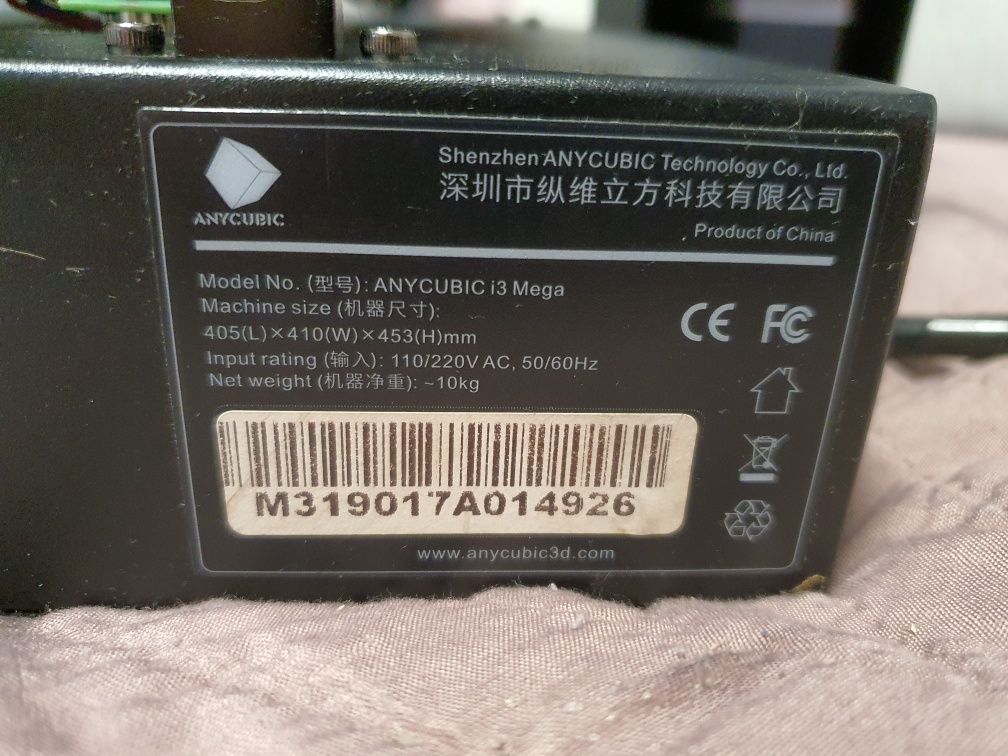 ANYCUBIC
Shenzhen ANYCUBIC Technology Co., Ltd.
深圳市纵维立方科技有限公司
Product of China
Model No. (型号): ANYCUBIC i3 Mega
Machine size (机器尺寸):
405(L)×410(W)×453(H)mm
Input rating (输入): 110/220V AC, 50/60Hz
Net weight (机器净重): ~10kg
CE FC
M319017A014926
www.anycubic3d.com